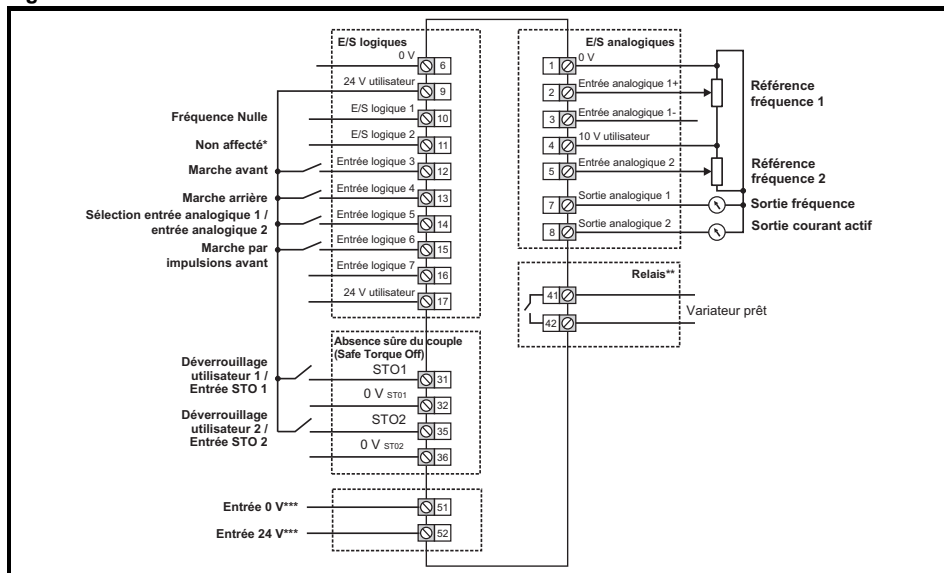 E/S logiques
0 V
6
24 V utilisateur
9
Fréquence Nulle
E/S logique 1
10
Non affecté*
E/S logique 2
11
Marche avant
Entrée logique 3
12
Marche arrière
Entrée logique 4
13
Sélection entrée analogique 1 /
entrée analogique 2
Entrée logique 5
14
Marche par
impulsions avant
Entrée logique 6
15
Entrée logique 7
16
24 V utilisateur
17
Absence sûre du couple
(Safe Torque Off)
Déverrouillage
utilisateur 1 /
Entrée STO 1
STO1
31
0 V ST01
32
Déverrouillage
utilisateur 2 /
Entrée STO 2
STO2
35
0 V ST02
36
Entrée 0 V***
51
Entrée 24 V***
52
E/S analogiques
1
0 V
2
Entrée analogique 1+
Référence
fréquence 1
3
Entrée analogique 1-
4
10 V utilisateur
5
Entrée analogique 2
Référence
fréquence 2
7
Sortie analogique 1
Sortie fréquence
8
Sortie analogique 2
Sortie courant actif
Relais**
41
42
Variateur prêt